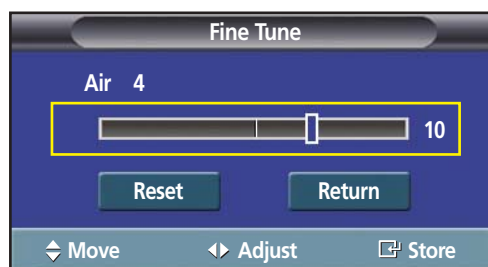 Fine Tune
Air 4
10
Reset Return
Move Adjust Store